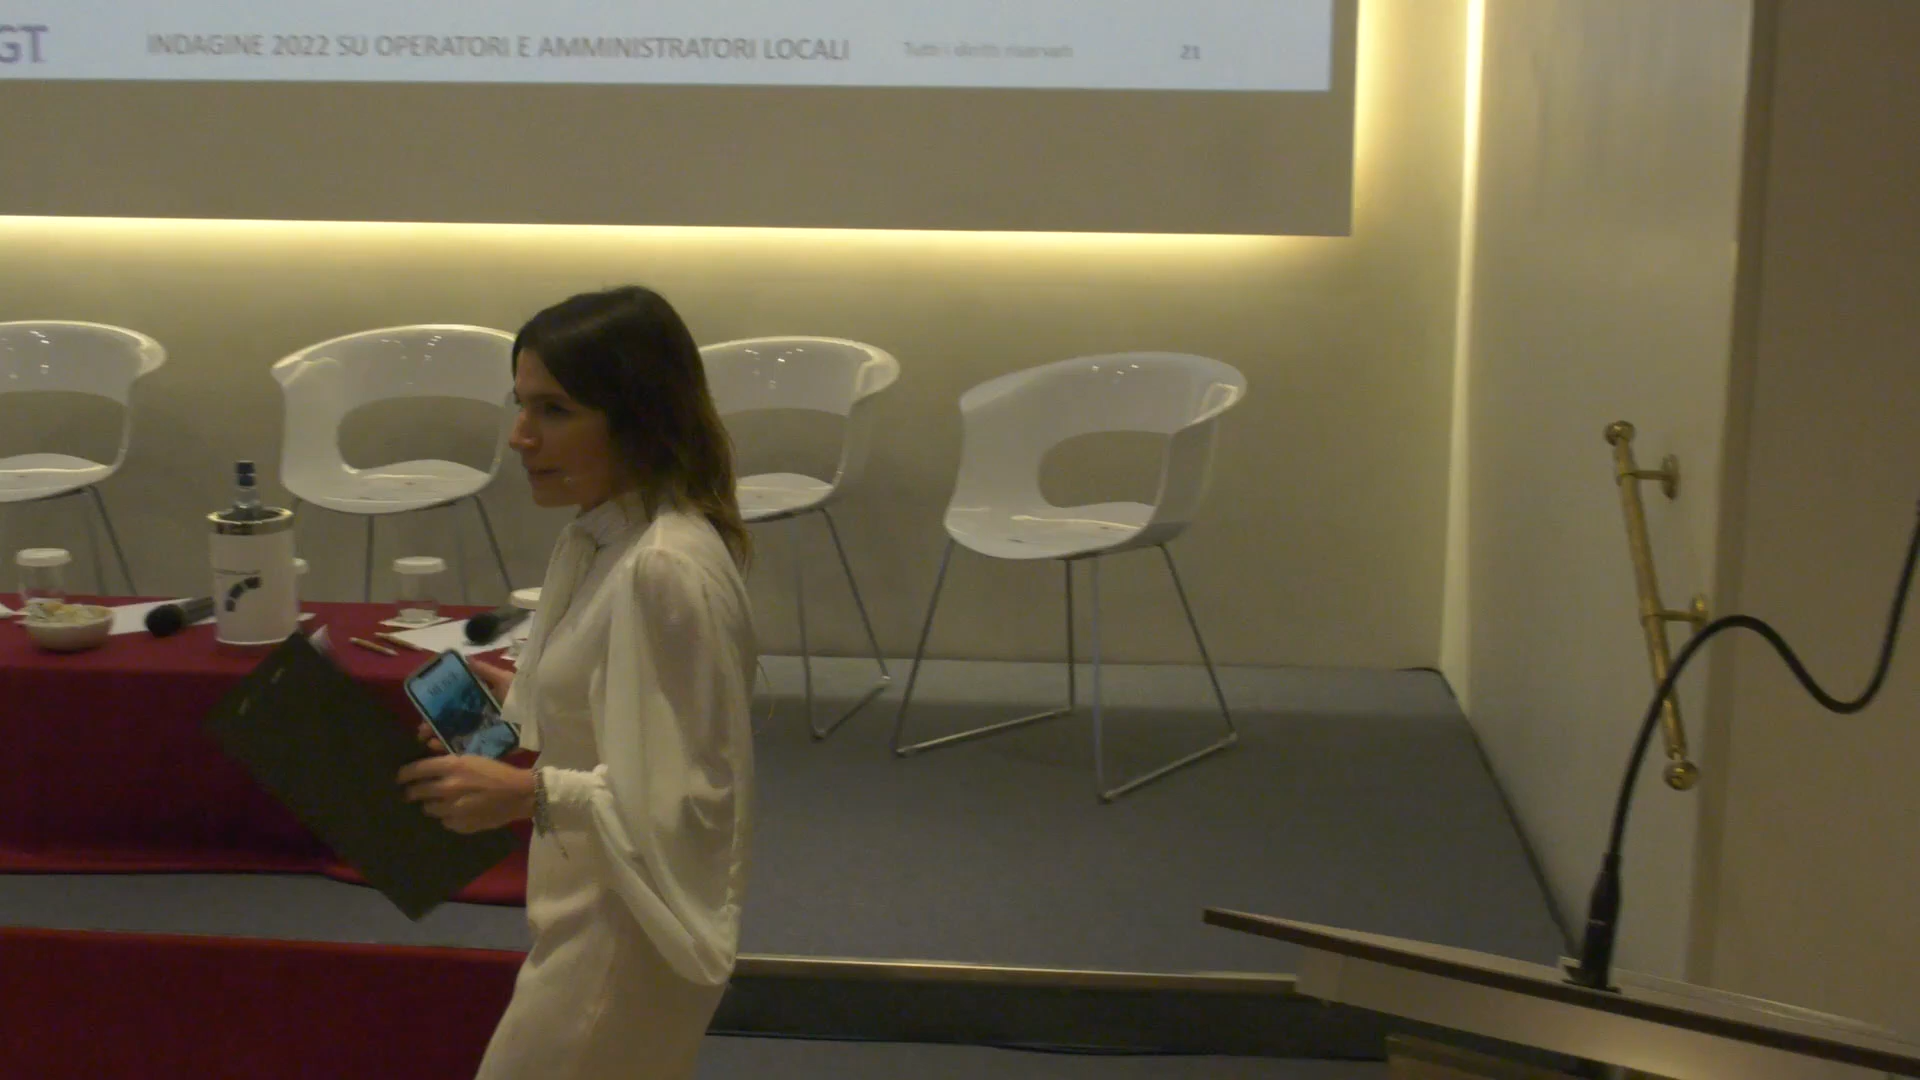 GT
INDAGINE 2022 SU OPERATORI E AMMINISTRATORI LOCALI
Tutti i diritti riservati
21